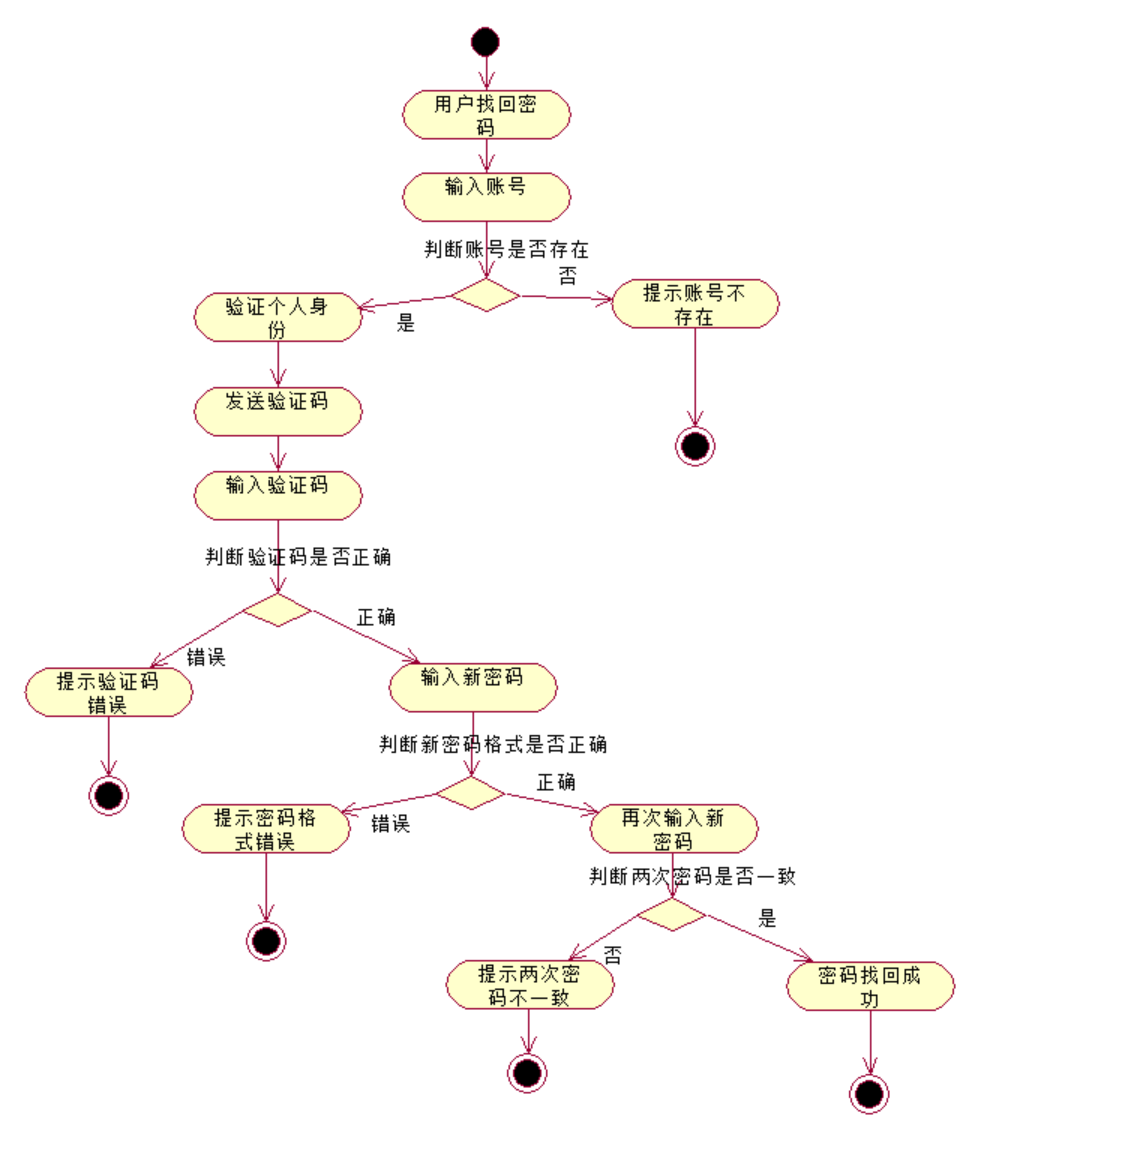 用户找回密
码
输入账号
判断账号是否存在
否
提示账号不
存在
验证个人身
份
是
发送验证码
输入验证码
判断验证码是否正确
正确
错误
提示验证码
错误
输入新密码
判断新密码格式是否正确
正确
错误
提示密码格
式错误
再次输入新
密码
判断两次密码是否一致
是
否
提示两次密
码不一致
密码找回成
功